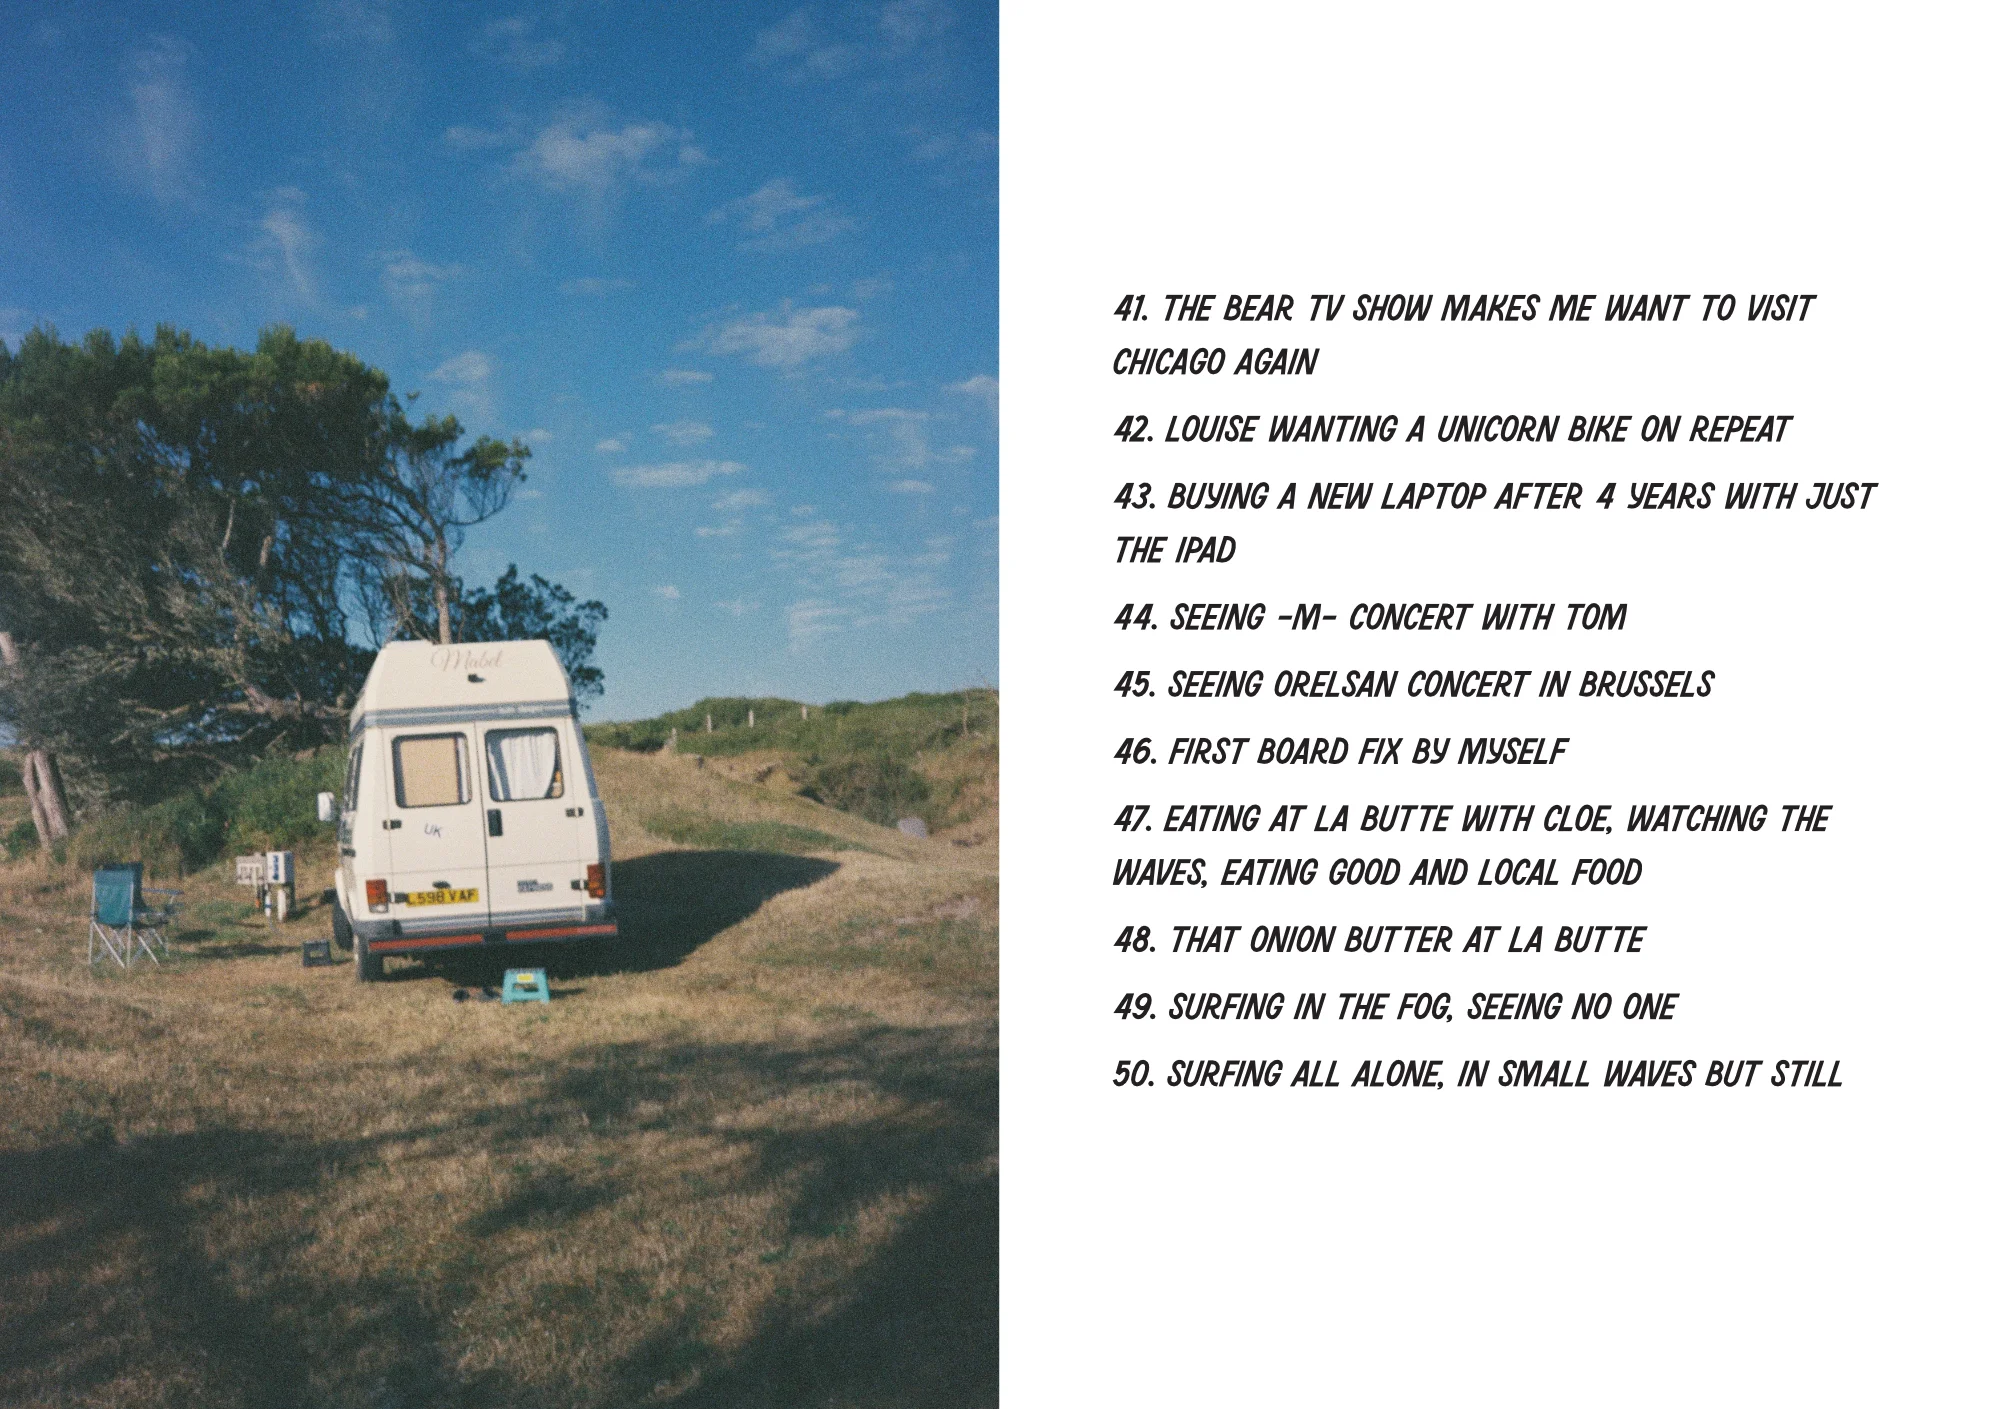 Mabel
UK
L598 VAF
41. THE BEAR TV SHOW MAKES ME WANT TO VISIT
CHICAGO AGAIN
42. LOUISE WANTING A UNICORN BIKE ON REPEAT
43. BUYING A NEW LAPTOP AFTER 4 YEARS WITH JUST
THE IPAD
44. SEEING -M- CONCERT WITH TOM
45. SEEING ORELSAN CONCERT IN BRUSSELS
46. FIRST BOARD FIX BY MYSELF
47. EATING AT LA BUTTE WITH CLOE, WATCHING THE
WAVES, EATING GOOD AND LOCAL FOOD
48. THAT ONION BUTTER AT LA BUTTE
49. SURFING IN THE FOG, SEEING NO ONE
50. SURFING ALL ALONE, IN SMALL WAVES BUT STILL